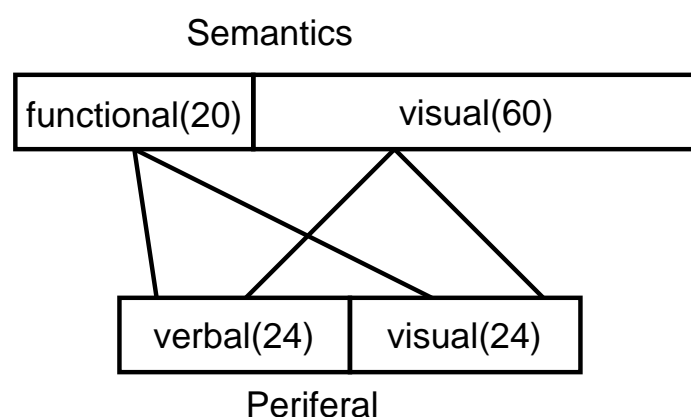 Semantics
functional(20) visual(60)
verbal(24) visual(24)
Periferal